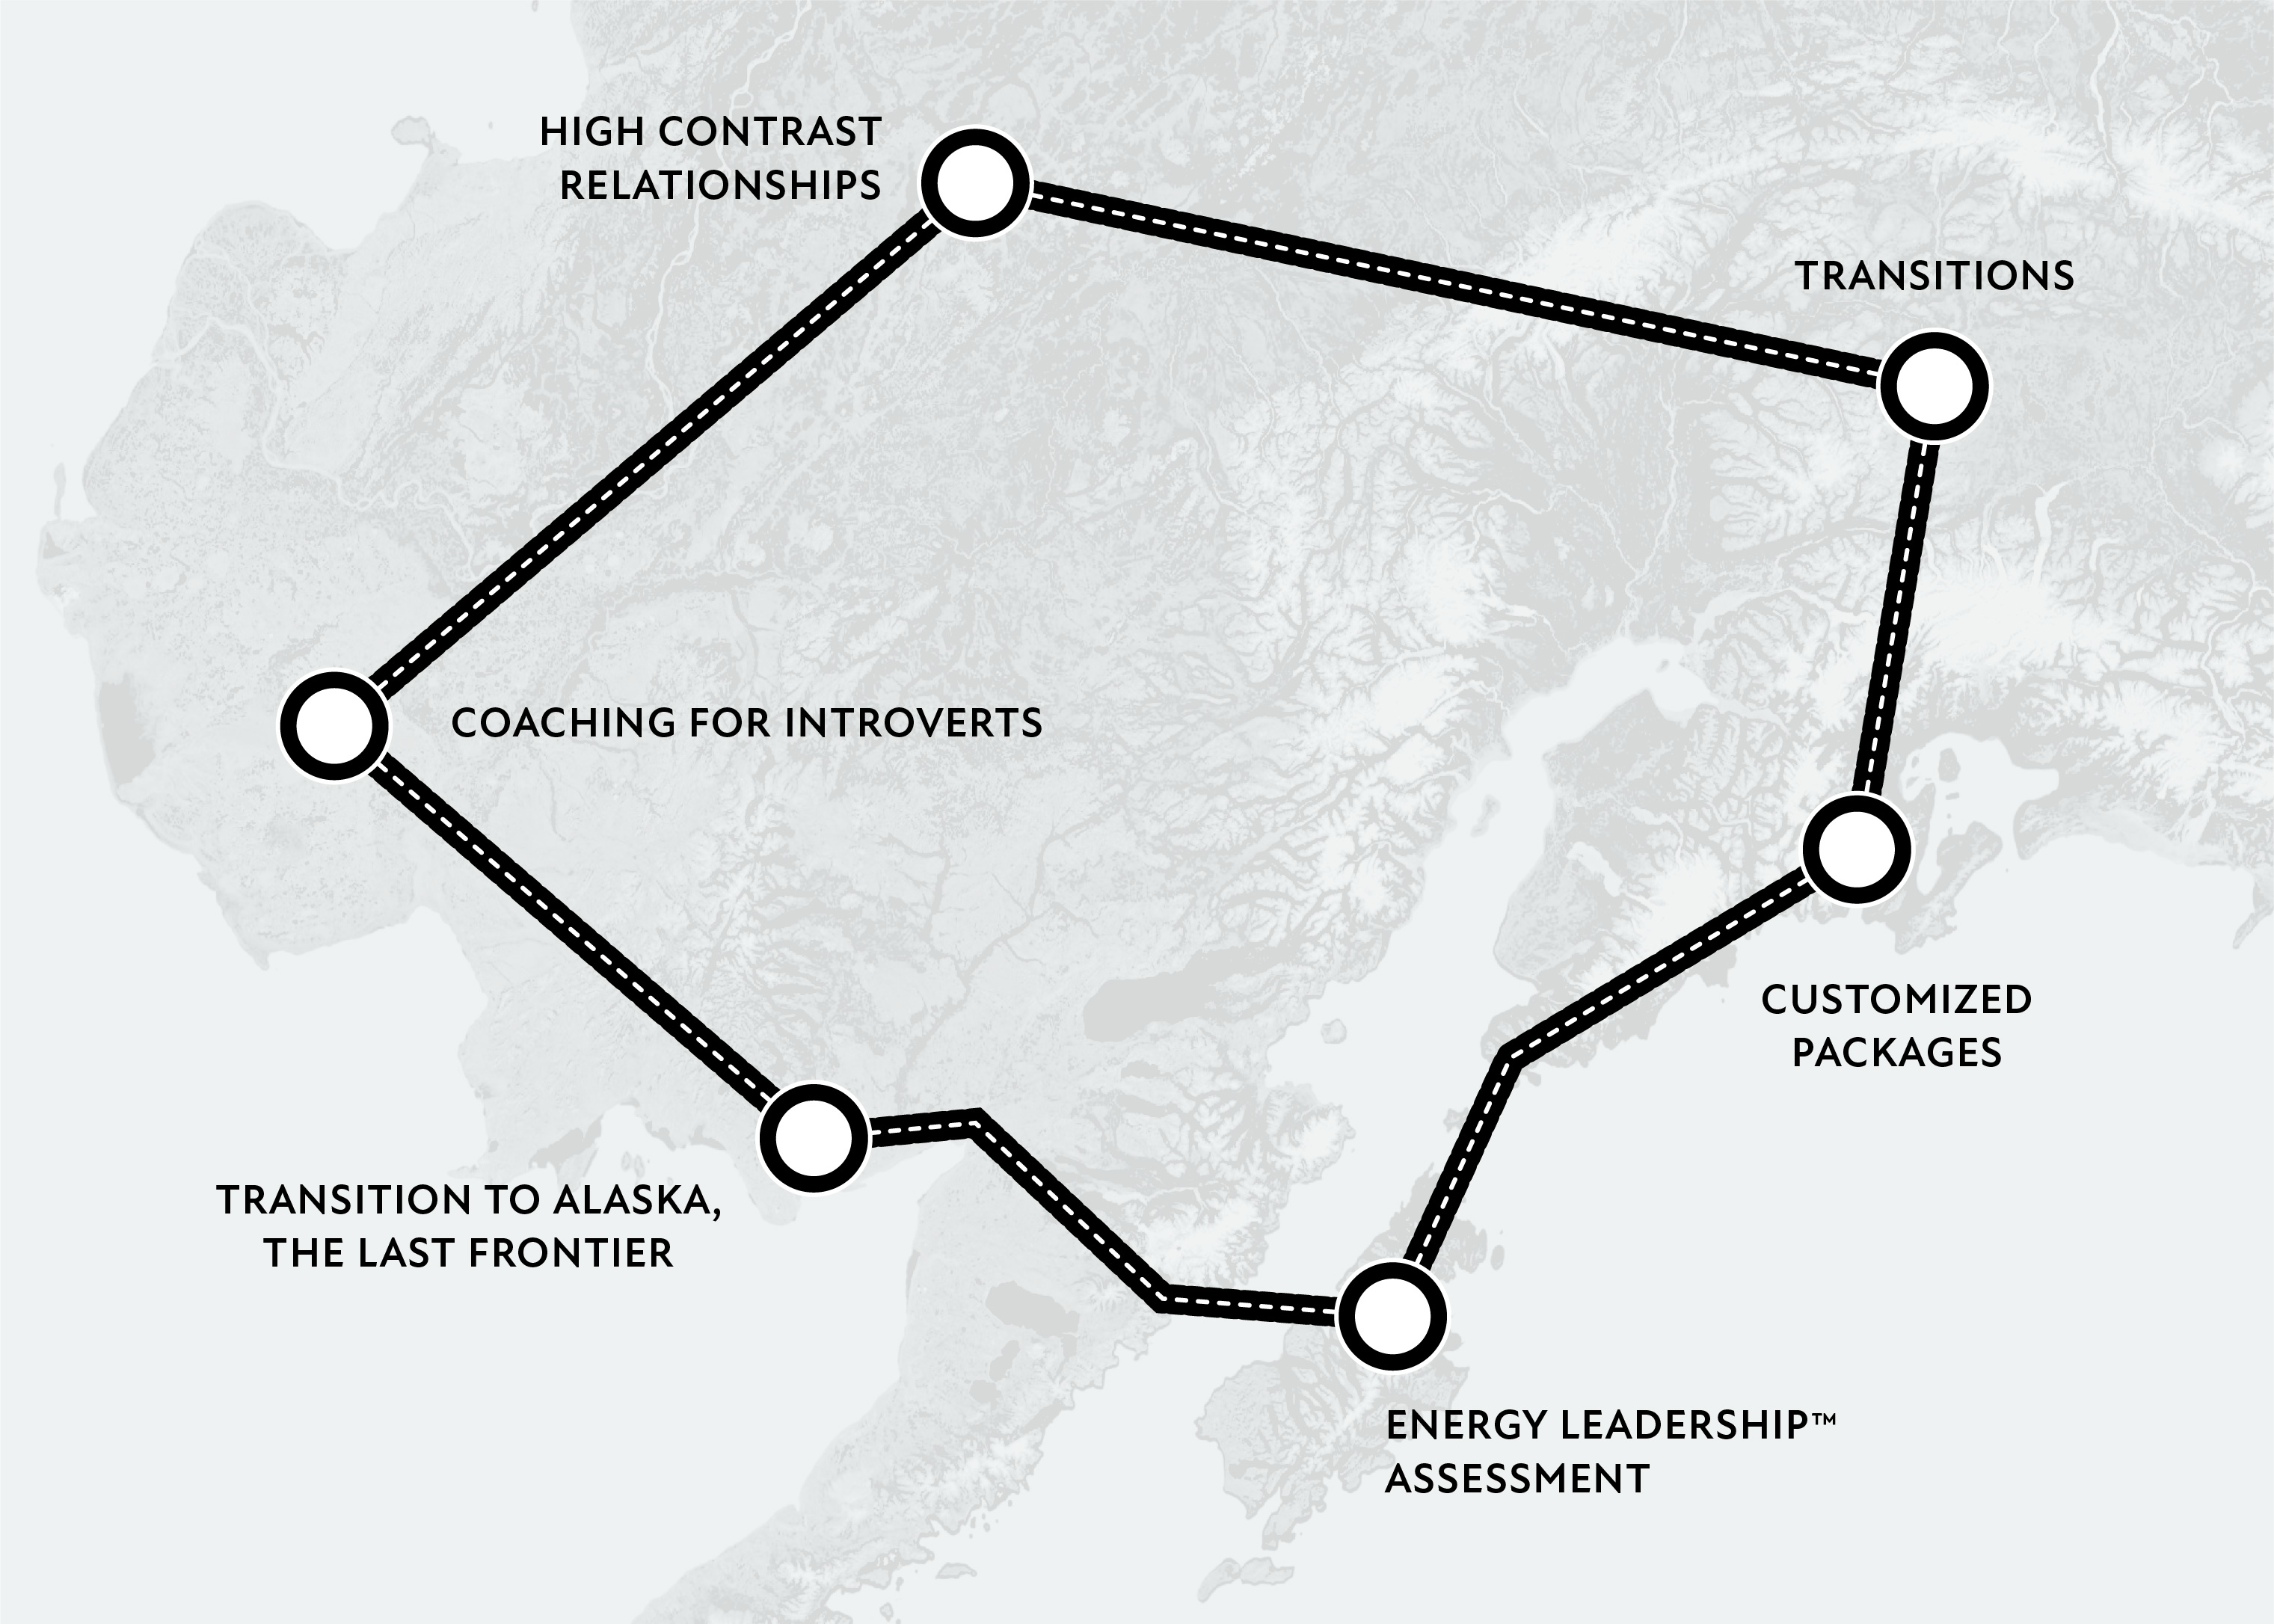 HIGH CONTRAST
RELATIONSHIPS
TRANSITIONS
COACHING FOR INTROVERTS
CUSTOMIZED
PACKAGES
TRANSITION TO ALASKA,
THE LAST FRONTIER
ENERGY LEADERSHIP™
ASSESSMENT